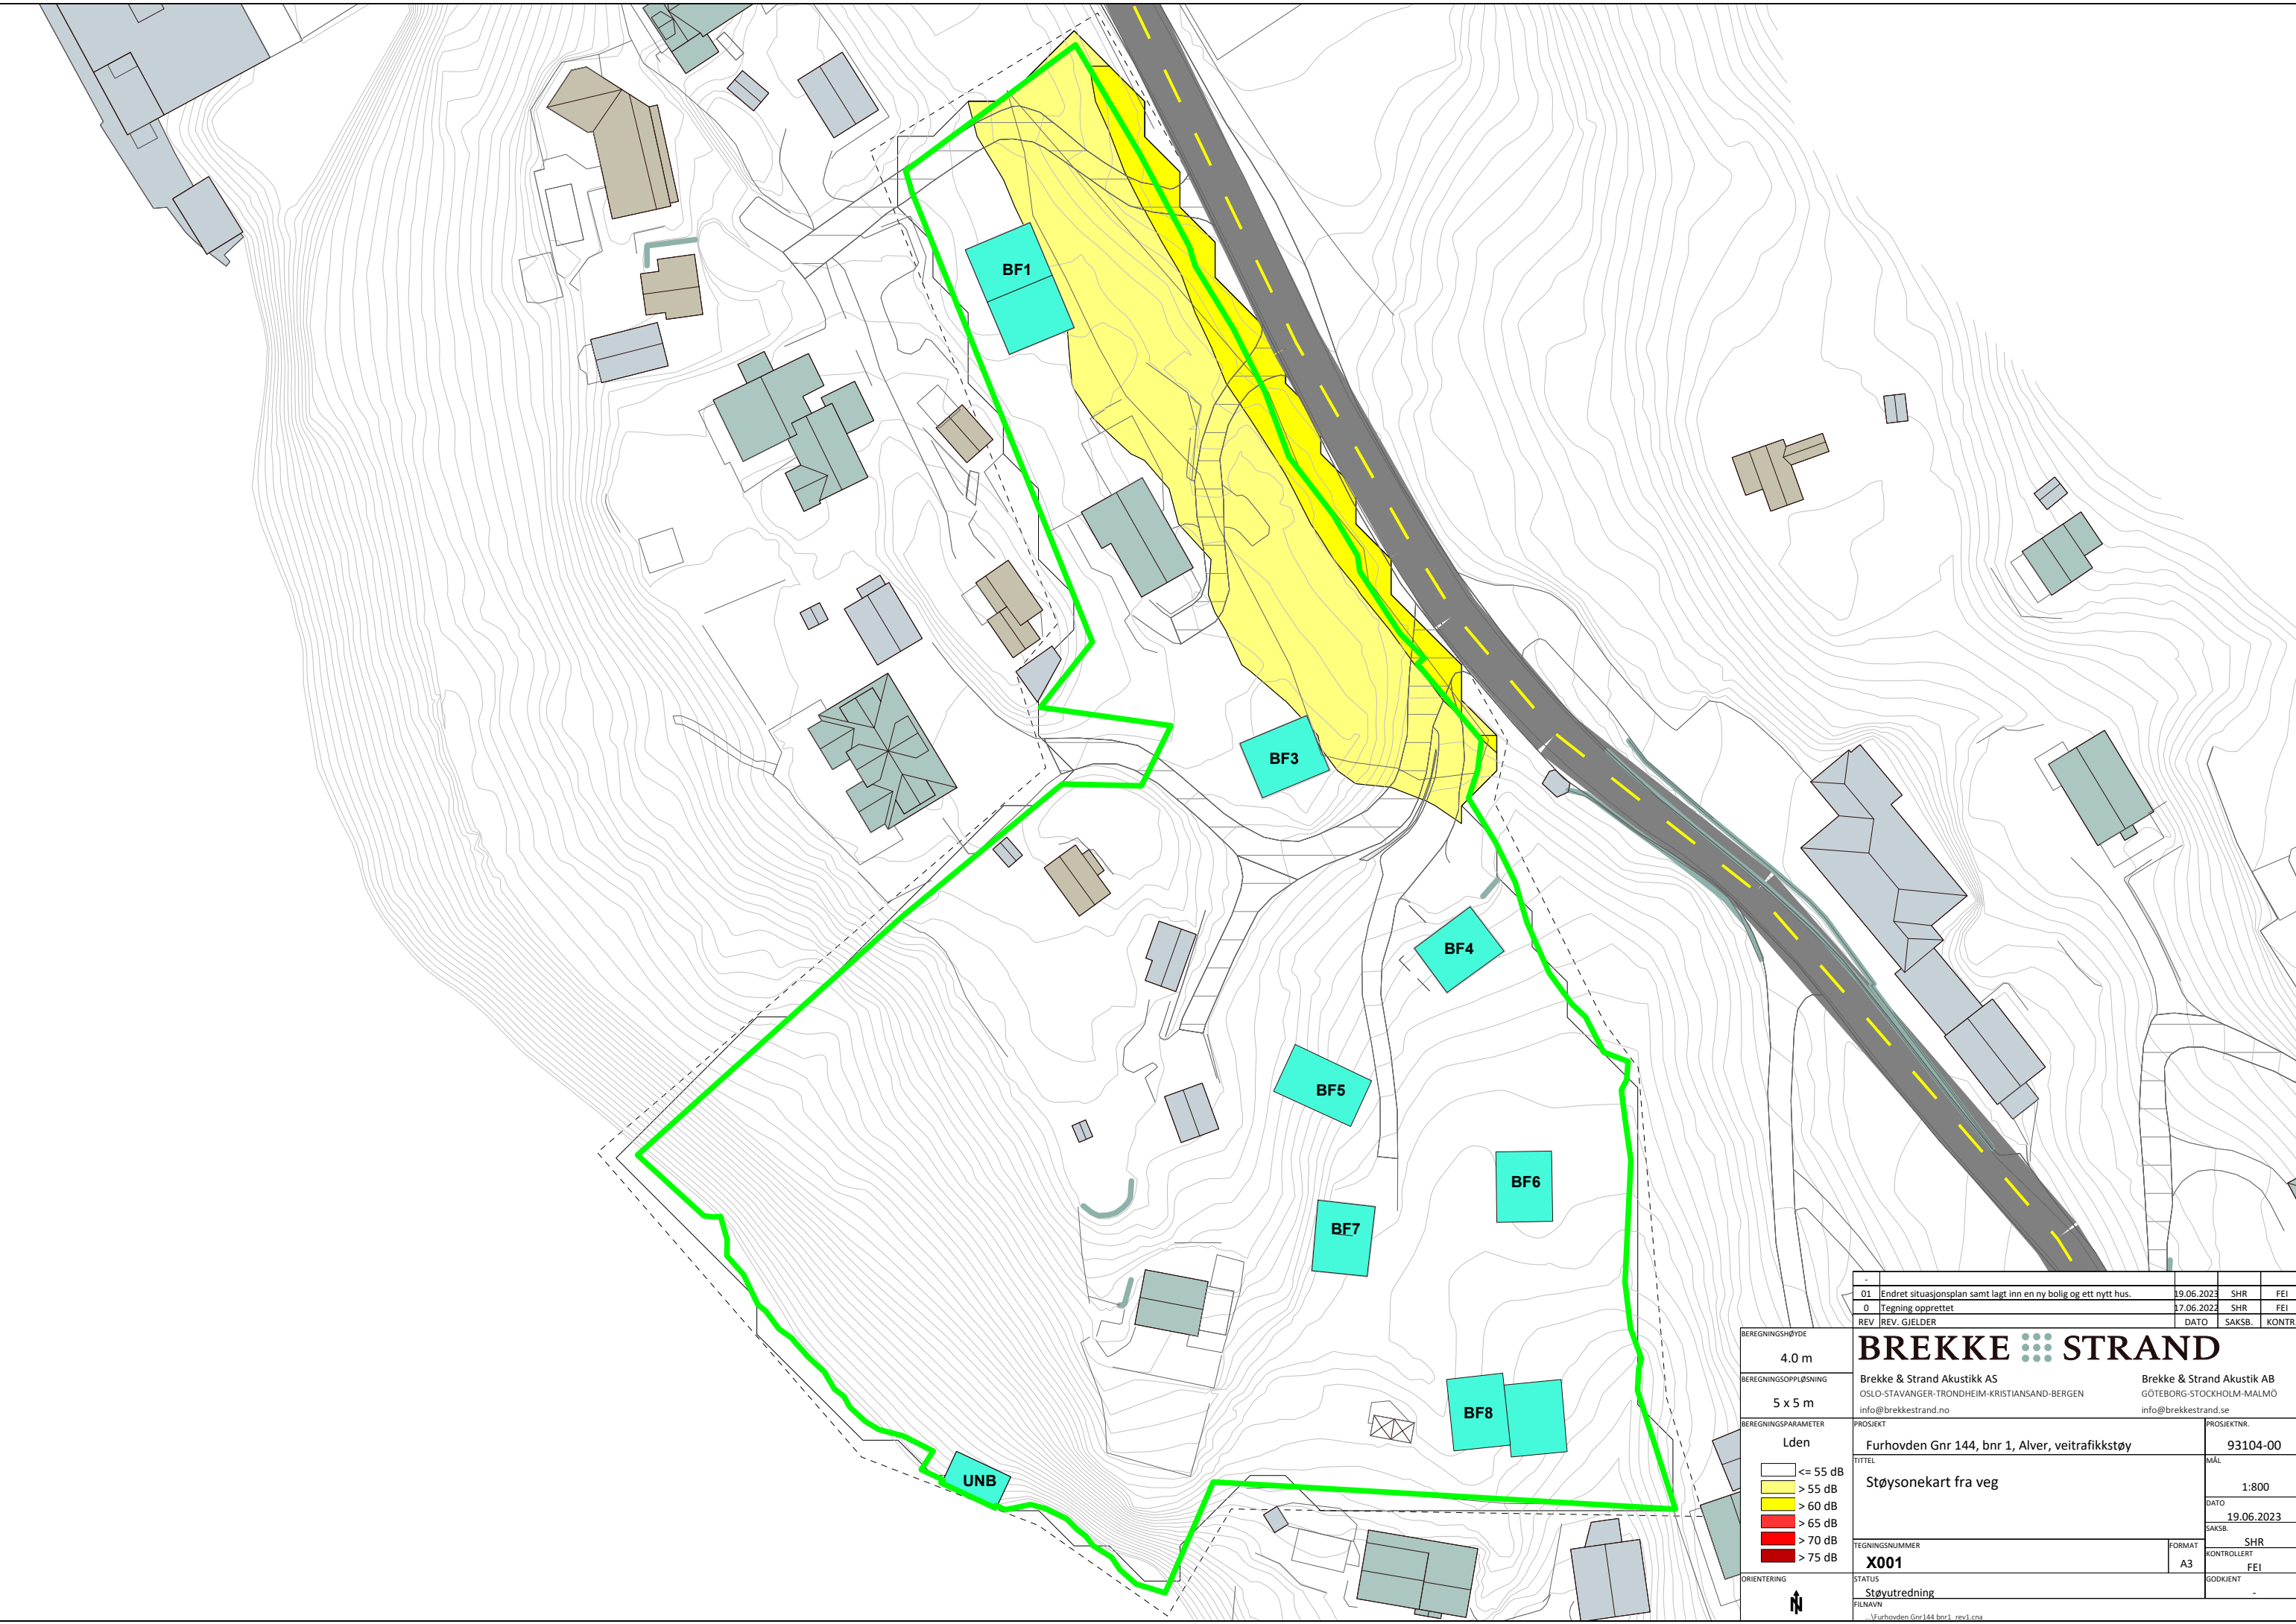 BF1
BF3
BF4
BF5
BF6
BF7
BF8
UNB
-
01 Endret situasjonsplan samt lagt inn en ny bolig og ett nytt hus. 19.06.2023 SHR FEI
0 Tegning opprettet 17.06.2022 SHR FEI
REV REV. GJELDER DATO SAKSB. KONTR.
BEREGNINGSHØYDE
4.0 m
BEREGNINGSOPPLØSNING
5 x 5 m
BEREGNINGSPARAMETER
Lden
<= 55 dB
> 55 dB
> 60 dB
> 65 dB
> 70 dB
> 75 dB
ORIENTERING
N
BREKKE STRAND
Brekke & Strand Akustikk AS
OSLO-STAVANGER-TRONDHEIM-KRISTIANSAND-BERGEN
info@brekkestrand.no
Brekke & Strand Akustik AB
GÖTEBORG-STOCKHOLM-MALMÖ
info@brekkestrand.se
PROSJEKT
Furhovden Gnr 144, bnr 1, Alver, veitrafikkstøy
PROSJEKTNR.
93104-00
TITTEL
Støysonekart fra veg
MÅL
1:800
DATO
19.06.2023
SAKSB.
SHR
TEGNINGSNUMMER
X001
FORMAT
A3
KONTROLLERT
FEI
STATUS
Støyutredning
GODKJENT
-
FILNAVN
...\Furhovden Gnr144 bnr1_rev1.cna